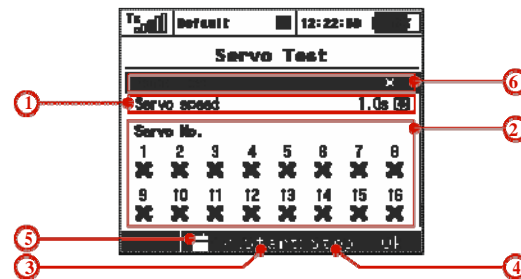 Tx Default 12:22:
Servo Test
Servo speed 1.0s
Servo No.
1 2 3 4 5 6 7 8
9 10 11 12 13 14 15 16
1
2
3
4
5
6